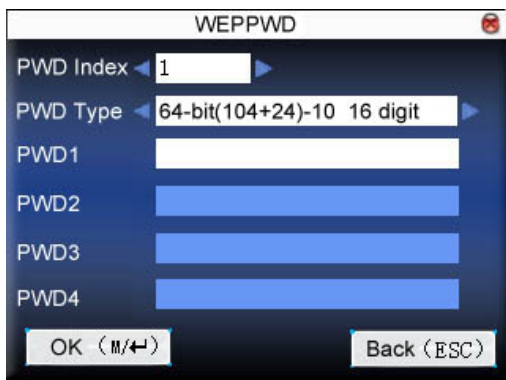 WEPPWD
PWD Index 1
PWD Type 64-bit(104+24)-10 16 digit
PWD1
PWD2
PWD3
PWD4
OK (M/↵) Back (ESC)